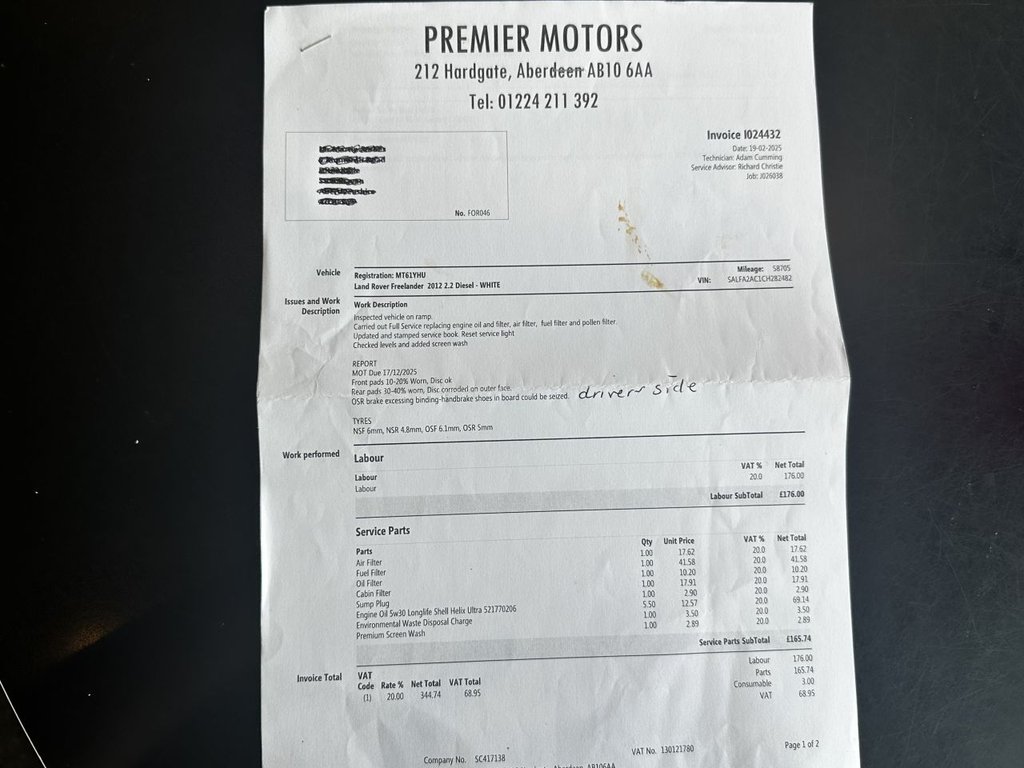 PREMIER MOTORS
212 Hardgate, Aberdeen AB10 6AA
Tel: 01224 211 392
Invoice I024432
Date: 19-02-2025
Technician: Adam Cumming
Service Advisor: Richard Christie
Job: J026038
No. FOR046
Vehicle
Registration: MT61YHU
Mileage: 58705
Land Rover Freelander 2012 2.2 Diesel - WHITE
VIN: SALFA2AC1CH282482
Issues and Work Description
Work Description
Inspected vehicle on ramp.
Carried out Full Service replacing engine oil and filter, air filter, fuel filter and pollen filter.
Updated and stamped service book. Reset service light
Checked levels and added screen wash
REPORT
MOT Due 17/12/2025
Front pads 10-20% Worn, Disc ok
Rear pads 30-40% worn, Disc corroded on outer face.
OSR brake excessing binding-handbrake shoes in board could be seized. drivers side
TYRES
NSF 6mm, NSR 4.8mm, OSF 6.1mm, OSR 5mm
Work performed
Labour
VAT % Net Total
Labour 20.0 176.00
Labour
Labour SubTotal £176.00
Service Parts
Parts Qty Unit Price VAT % Net Total
Air Filter 1.00 17.62 20.0 17.62
Fuel Filter 1.00 41.58 20.0 41.58
Oil Filter 1.00 10.20 20.0 10.20
Cabin Filter 1.00 17.91 20.0 17.91
Sump Plug 1.00 2.90 20.0 2.90
Engine Oil 5w30 Longlife Shell Helix Ultra 521770206 5.50 12.57 20.0 69.14
Environmental Waste Disposal Charge 1.00 3.50 20.0 3.50
Premium Screen Wash 1.00 2.89 20.0 2.89
Service Parts SubTotal £165.74
Invoice Total
VAT Code Rate % Net Total VAT Total
(1) 20.00 344.74 68.95
Labour 176.00
Parts 165.74
Consumable 3.00
VAT 68.95
Company No. SC417138
VAT No. 130121780
Page 1 of 2
Aberdeen AB106AA